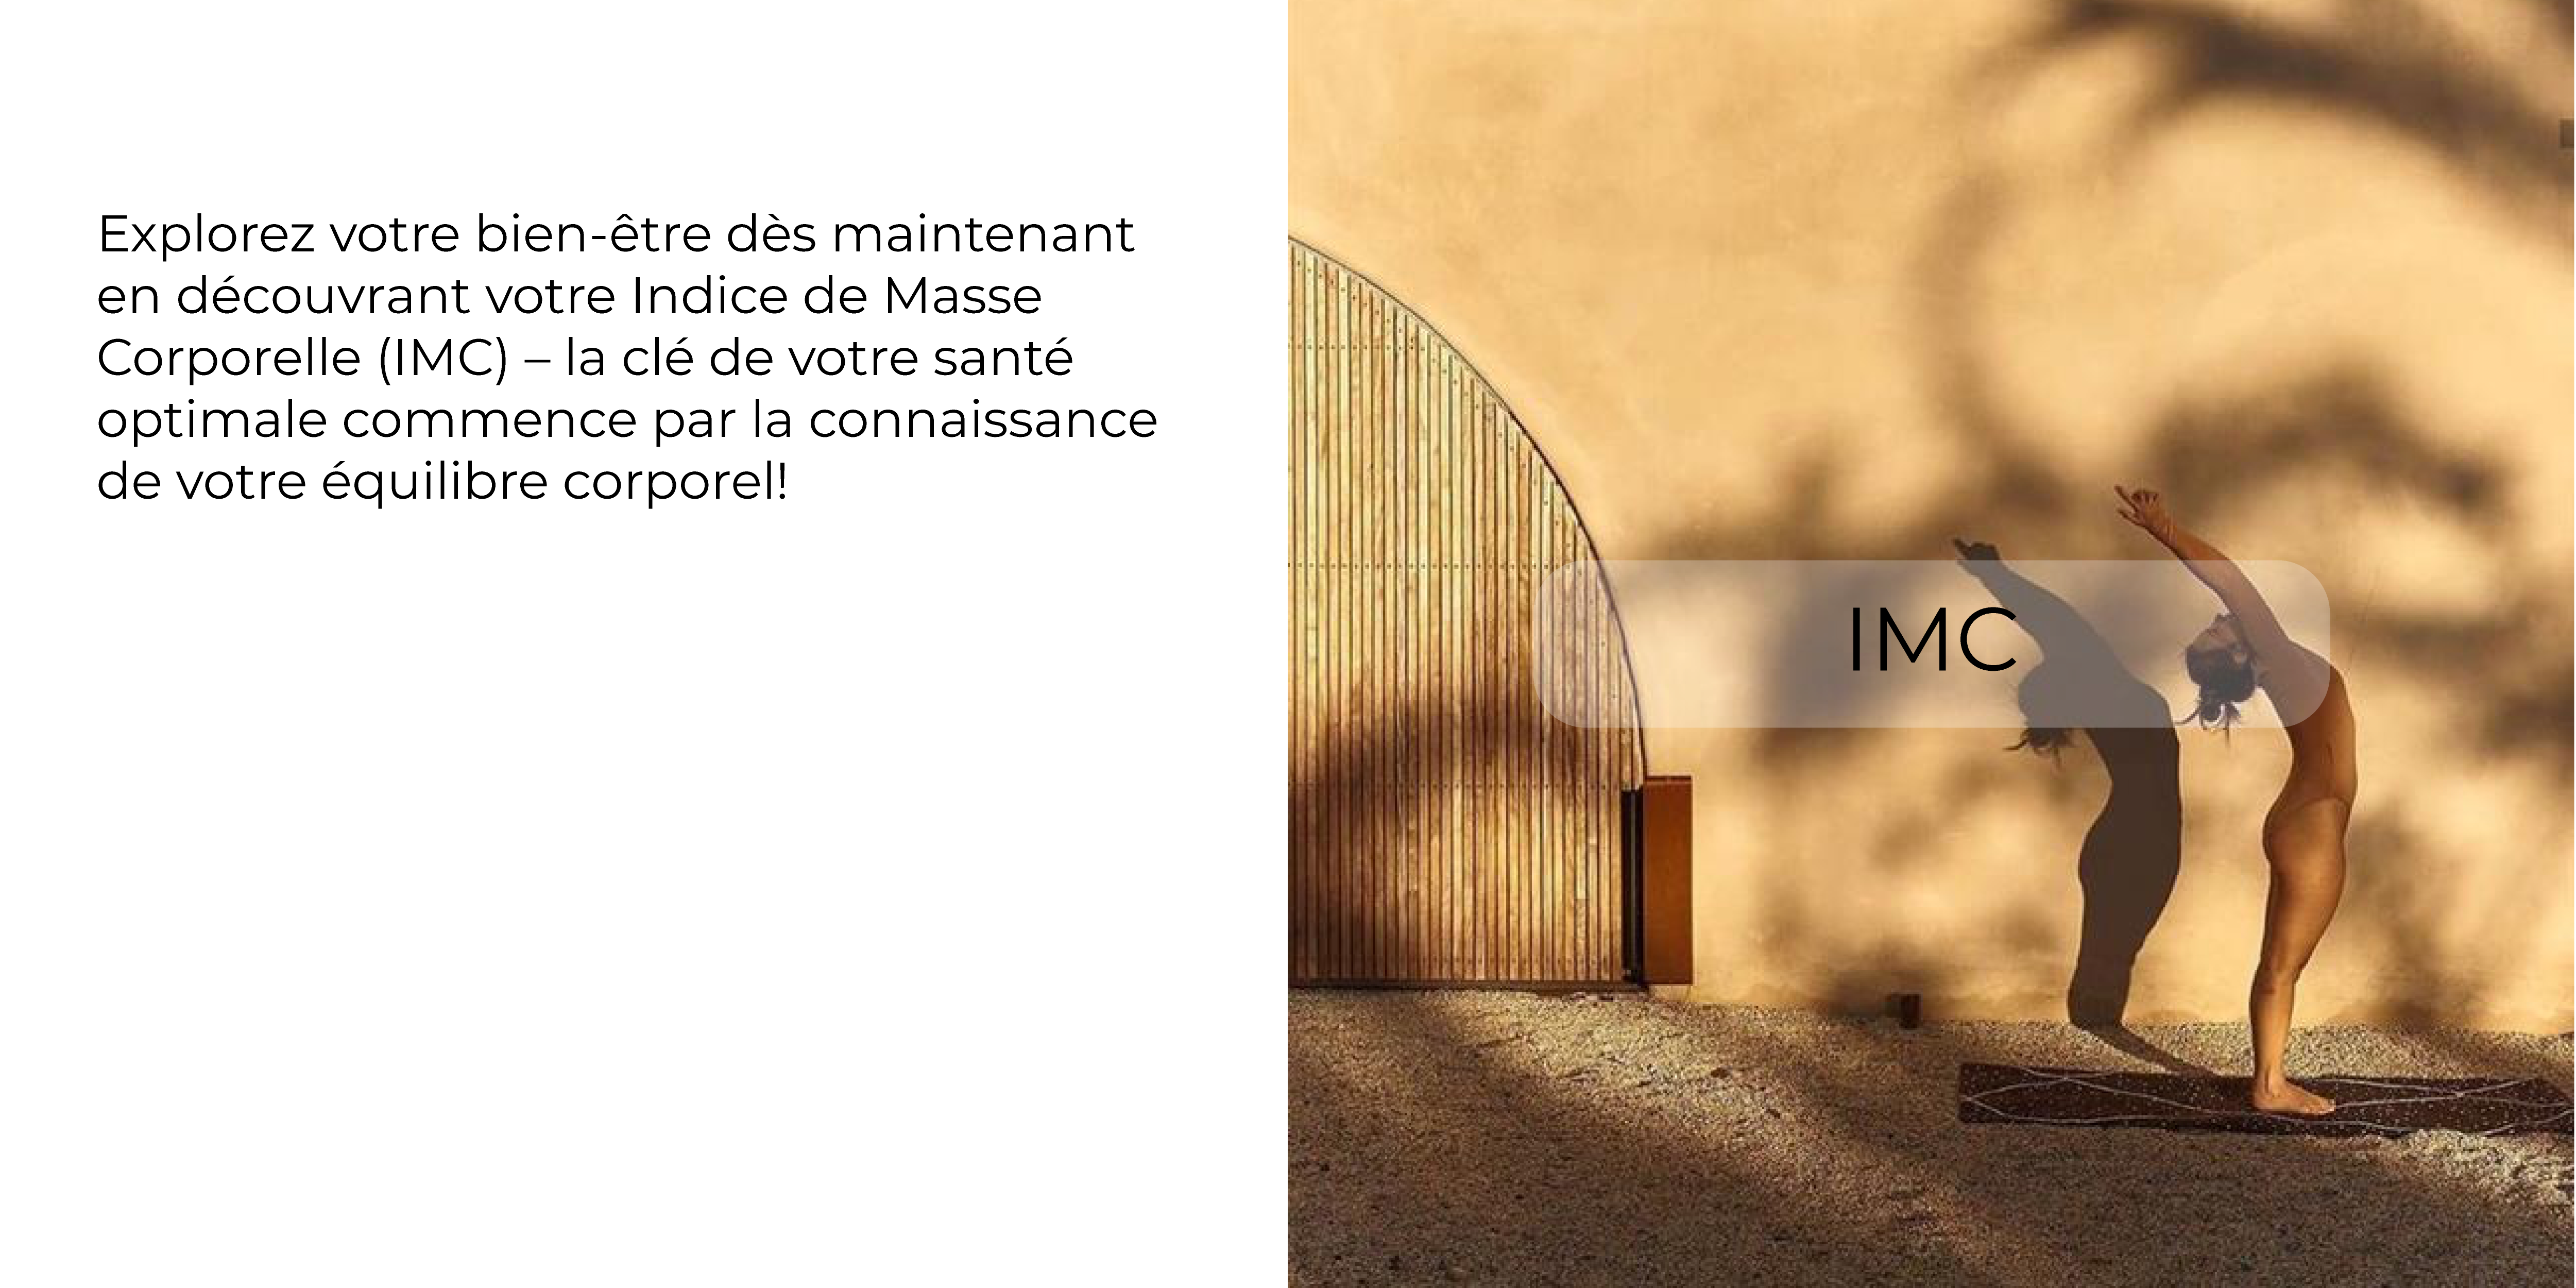 Explorez votre bien-être dès maintenant
en découvrant votre Indice de Masse
Corporelle (IMC) – la clé de votre santé
optimale commence par la connaissance
de votre équilibre corporel!
IMC